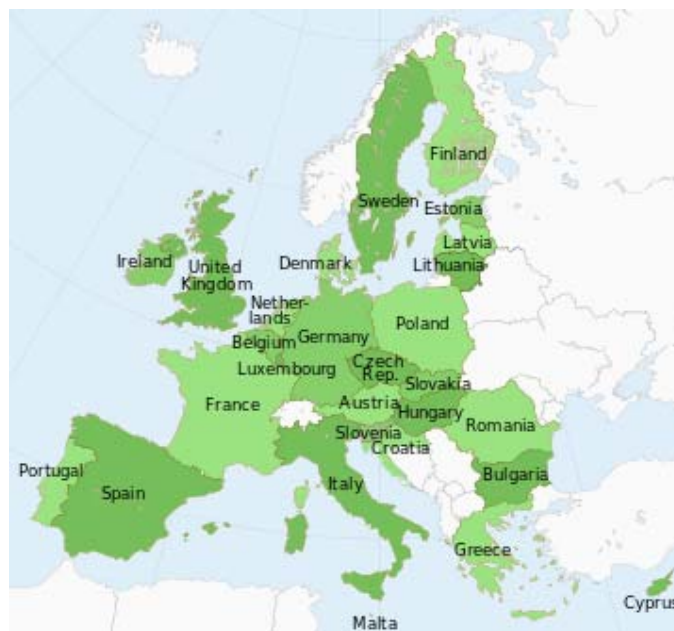 Finland
Sweden
Estonia
Latvia
Lithuania
Denmark
Ireland
United
Kingdom
Nether-
lands
Belgium
Germany
Poland
Luxembourg
Czech
Rep.
Slovakia
France
Austria
Hungary
Romania
Slovenia
Croatia
Portugal
Spain
Italy
Bulgaria
Greece
Cyprus
Malta